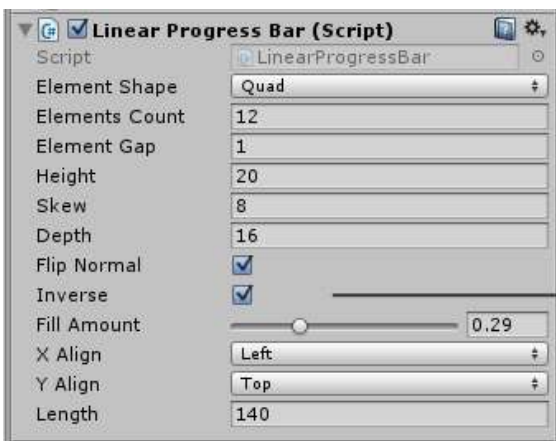 Linear Progress Bar (Script)
Script LinearProgressBar
Element Shape Quad
Elements Count 12
Element Gap 1
Height 20
Skew 8
Depth 16
Flip Normal
Inverse
Fill Amount 0.29
X Align Left
Y Align Top
Length 140